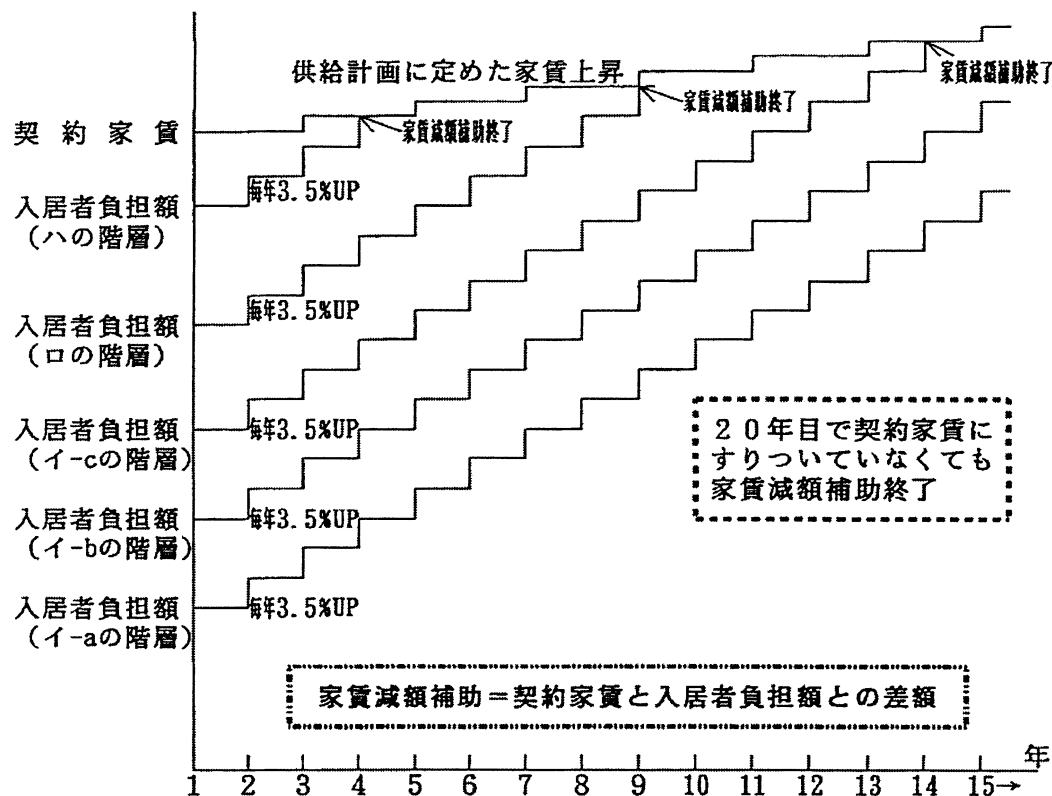 供給計画に定めた家賃上昇
家賃減額補助終了
家賃減額補助終了
家賃減額補助終了
契約家賃
毎年3.5%UP
入居者負担額
(ハの階層)
毎年3.5%UP
入居者負担額
(ロの階層)
毎年3.5%UP
入居者負担額
(イ-cの階層)
毎年3.5%UP
入居者負担額
(イ-bの階層)
毎年3.5%UP
入居者負担額
(イ-aの階層)
20年目で契約家賃に
すりついていなくても
家賃減額補助終了
家賃減額補助=契約家賃と入居者負担額との差額
年
1 2 3 4 5 6 7 8 9 10 11 12 13 14 15→